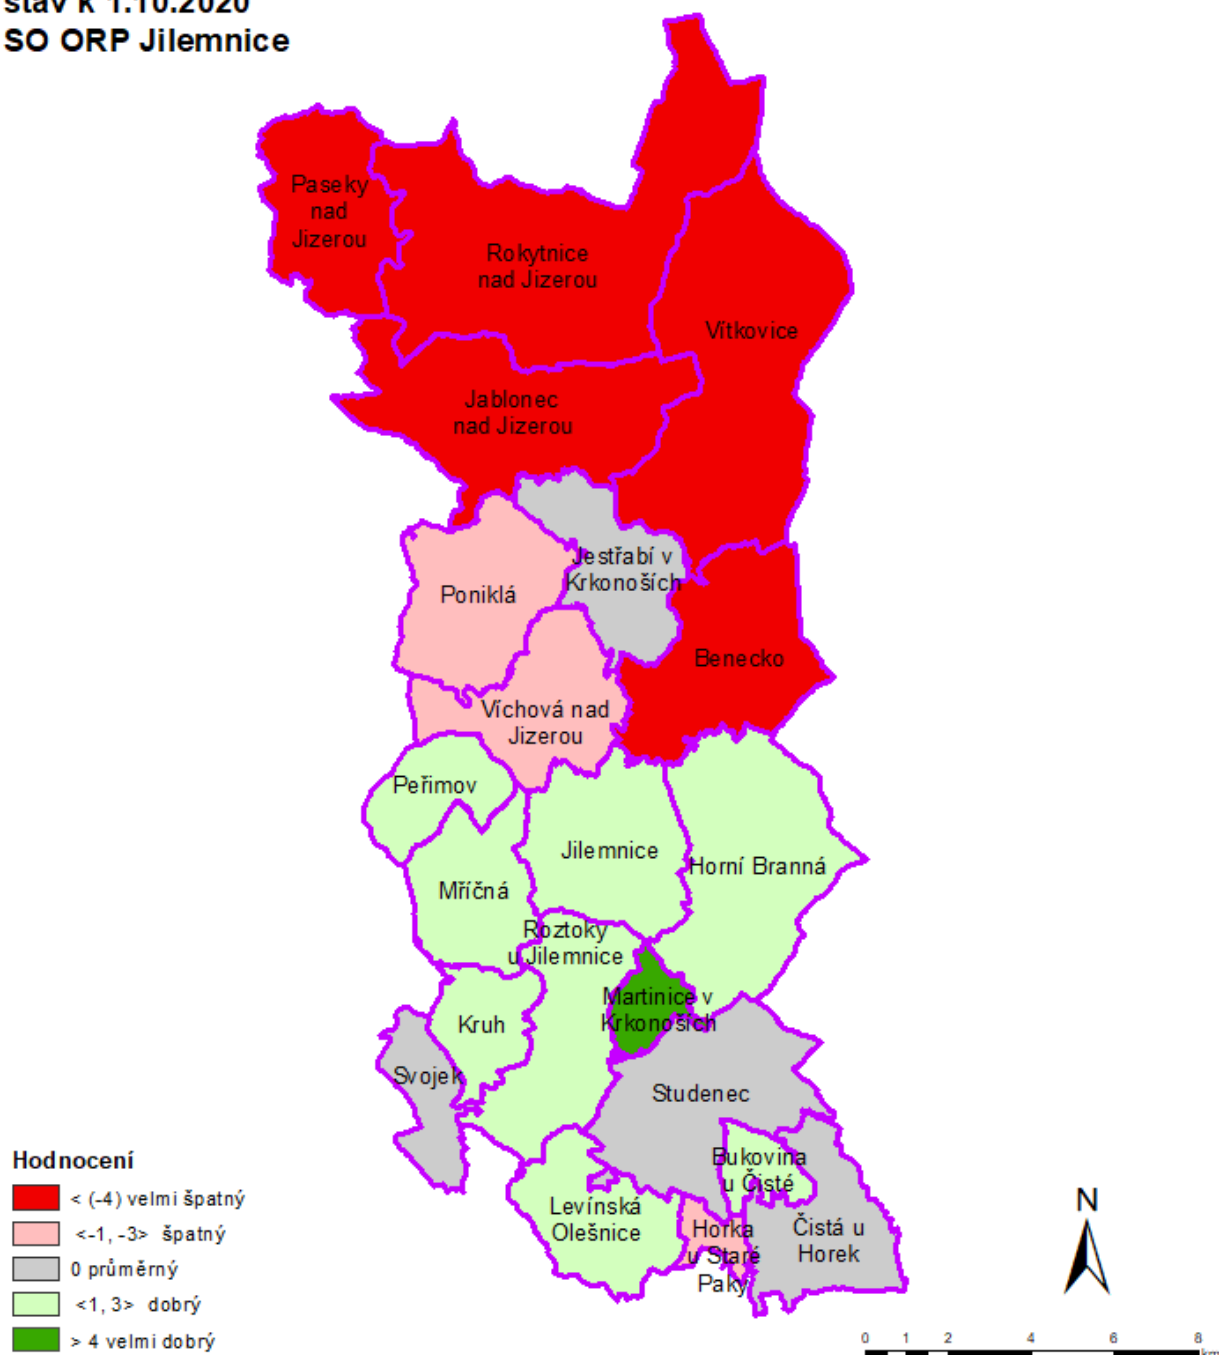 stav k 1.10.2020
SO ORP Jilemnice
Paseky
nad
Jizerou
Rokytnice
nad Jizerou
Vítkovice
Jablonec
nad Jizerou
Jestřabí v
Krkonoších
Poniklá
Benecko
Víchová nad
Jizerou
Peřimov
Jilemnice
Horní Branná
Mříčná
Roztoky
u Jilemnice
Martinice v
Krkonoších
Kruh
Svojek
Studenec
Bukovina
u Čisté
Levínská
Olešnice
Horka
u Staré
Paky
Čistá u
Horek
Hodnocení
< (-4) velmi špatný
<-1, -3> špatný
0 průměrný
<1, 3> dobrý
> 4 velmi dobrý
N
0 1 2 4 6 8
km